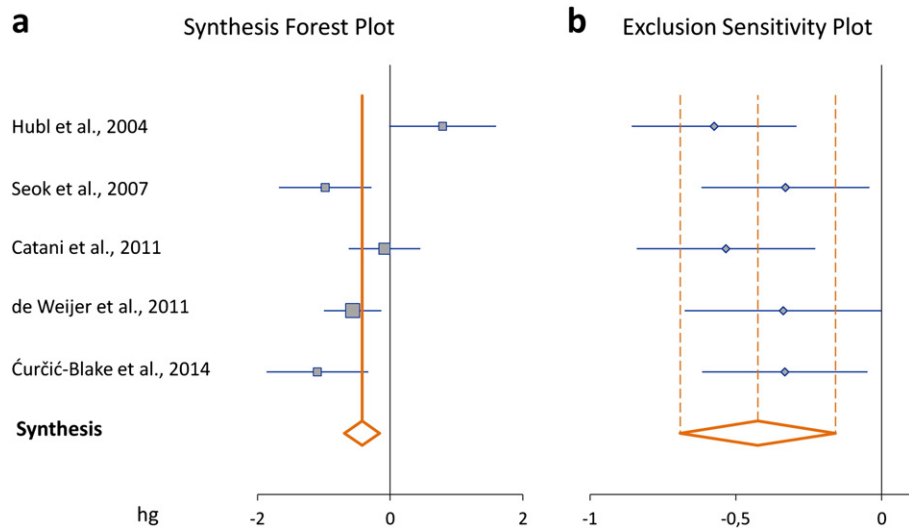 a Synthesis Forest Plot
b Exclusion Sensitivity Plot
Hubl et al., 2004
Seok et al., 2007
Catani et al., 2011
de Weijer et al., 2011
Ćurčić-Blake et al., 2014
Synthesis
hg -2 0 2
-1 -0,5 0